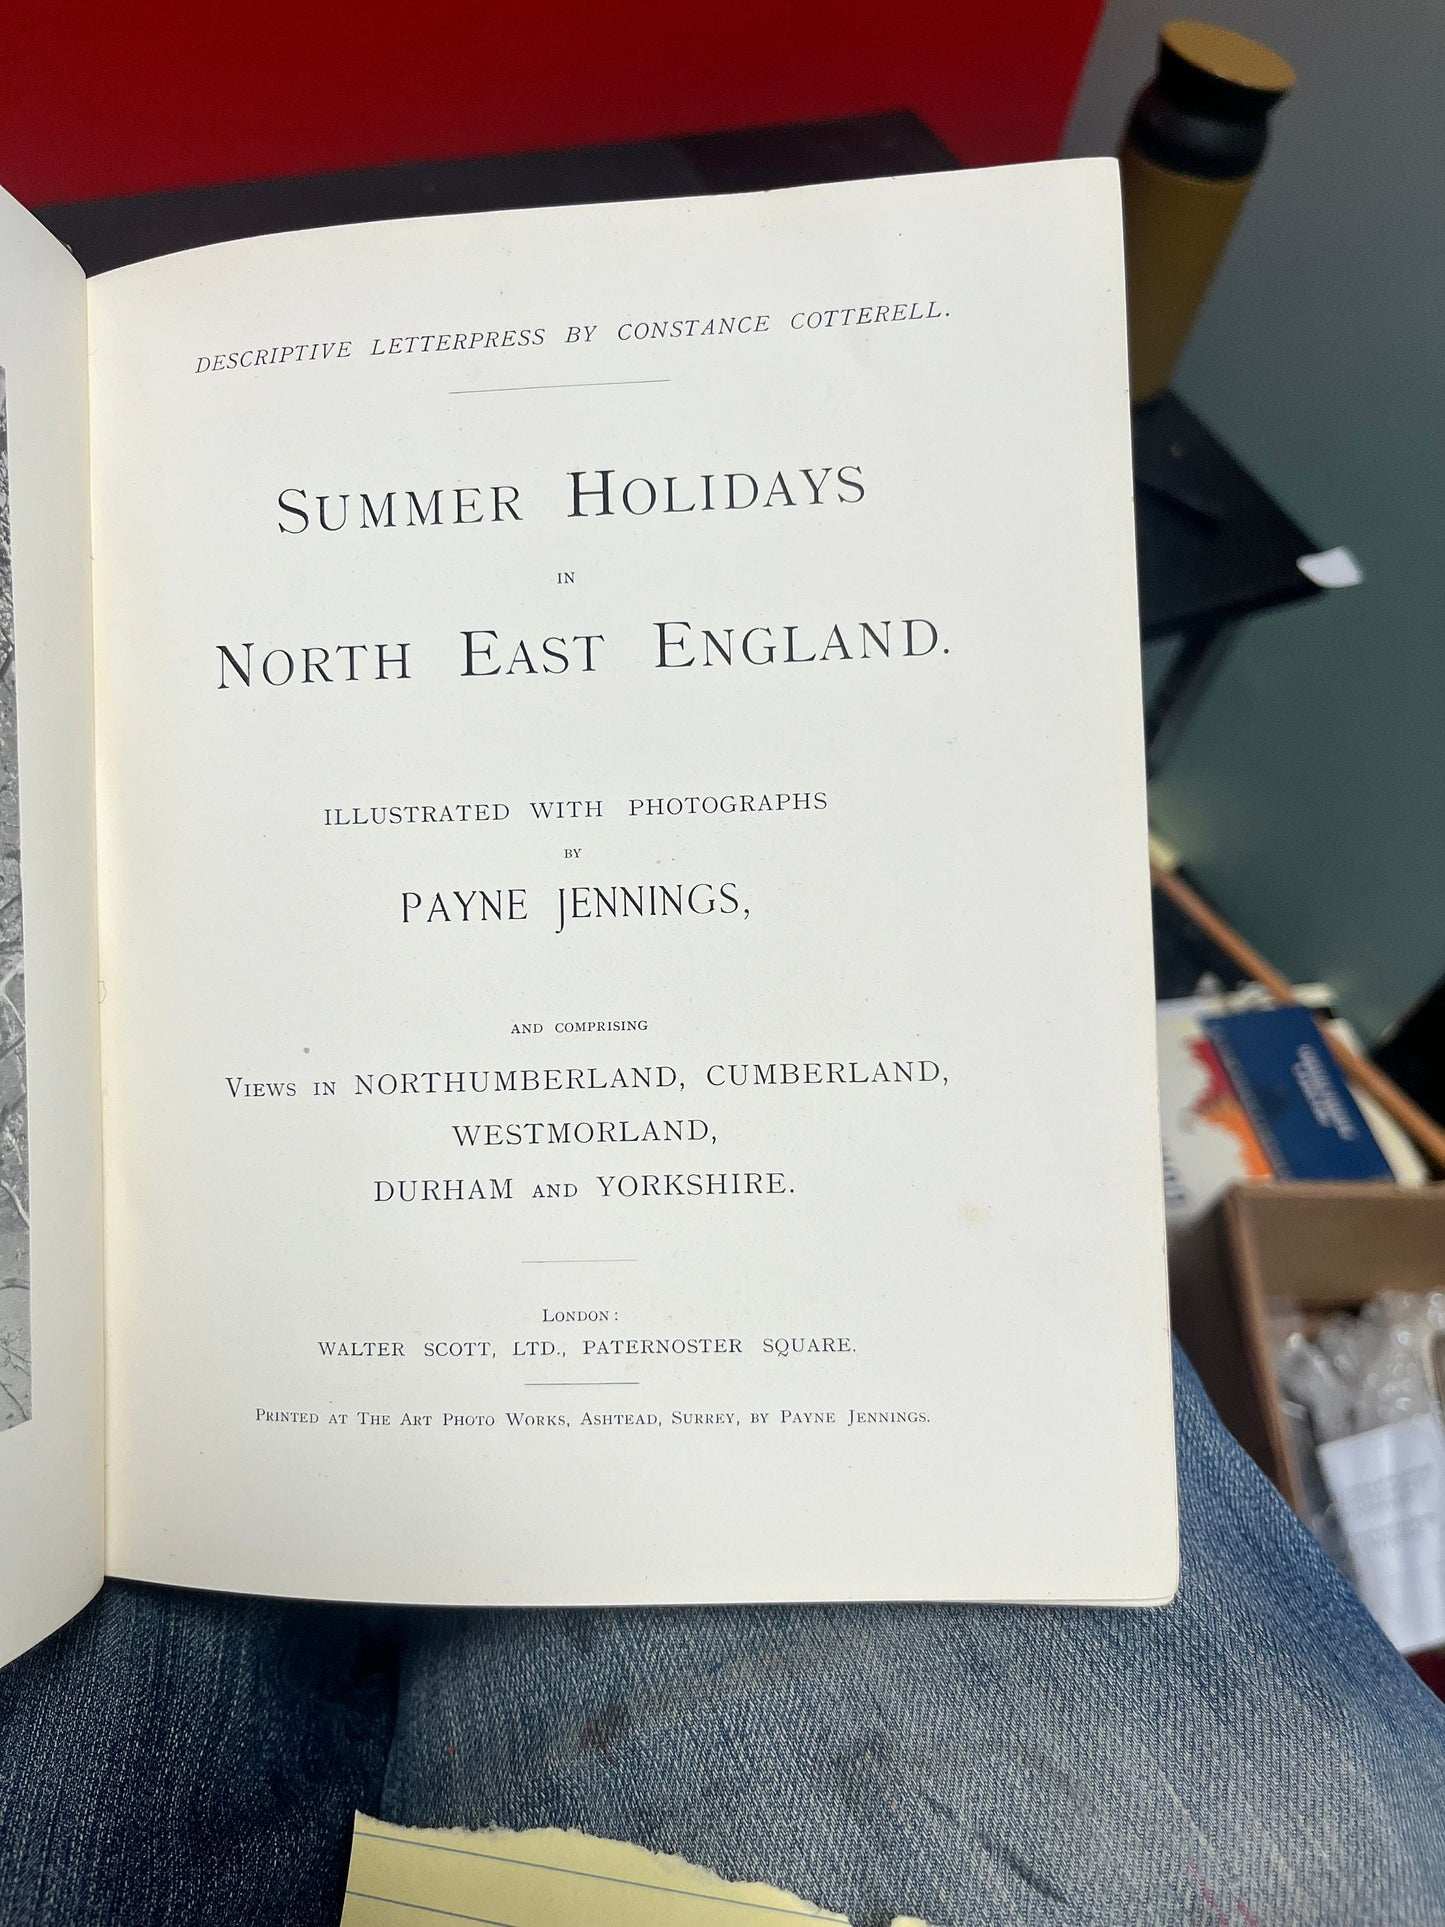 DESCRIPTIVE LETTERPRESS BY CONSTANCE COTTERELL.
SUMMER HOLIDAYS
IN
NORTH EAST ENGLAND.
ILLUSTRATED WITH PHOTOGRAPHS
BY
PAYNE JENNINGS,
AND COMPRISING
VIEWS IN NORTHUMBERLAND, CUMBERLAND,
WESTMORLAND,
DURHAM AND YORKSHIRE.
LONDON:
WALTER SCOTT, LTD., PATERNOSTER SQUARE.
PRINTED AT THE ART PHOTO WORKS, ASHTEAD, SURREY, BY PAYNE JENNINGS.